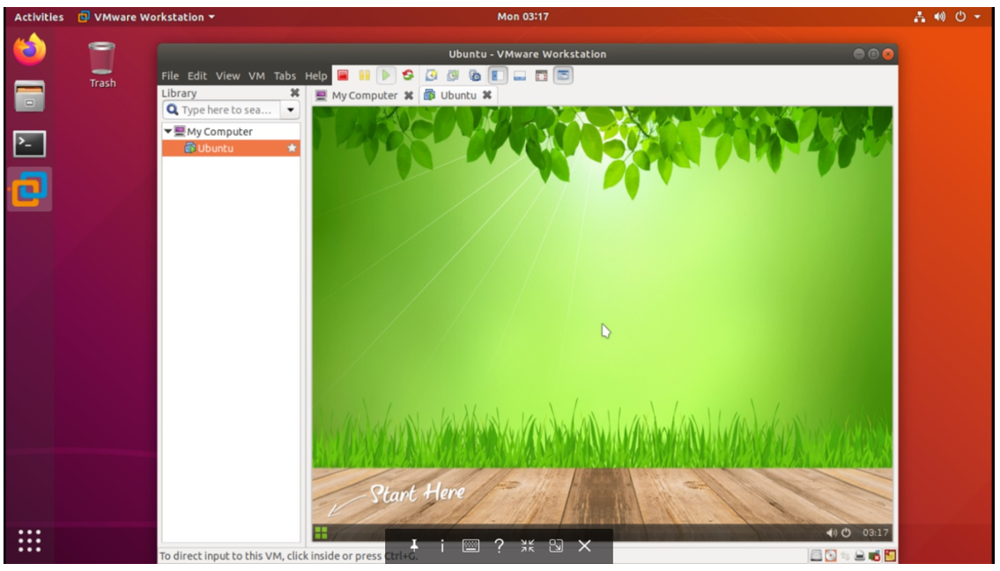 Activities VMware Workstation Mon 03:17
Trash
Ubuntu - VMware Workstation
File Edit View VM Tabs Help
Library
My Computer Ubuntu
Type here to sea...
My Computer
Ubuntu
Start Here
03:17
To direct input to this VM, click inside or press Ctrl+G.